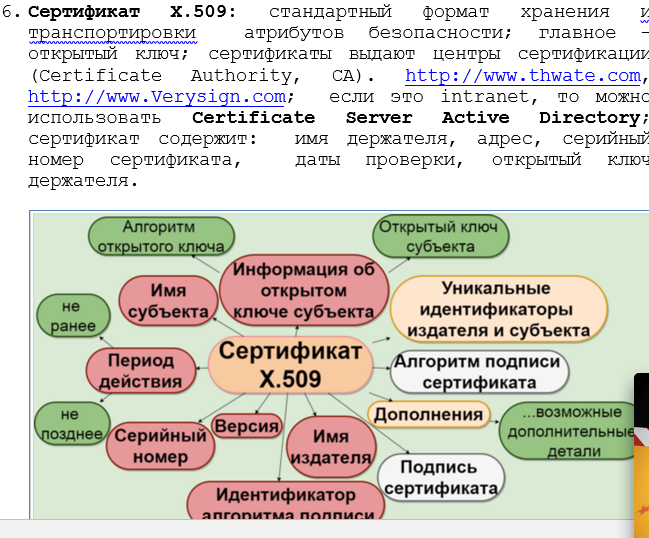 6. Сертификат X.509: стандартный формат хранения и
транспортировки атрибутов безопасности; главное –
открытый ключ; сертификаты выдают центры сертификации
(Certificate Authority, CA). http://www.thwate.com,
http://www.Verysign.com; если это intranet, то можно
использовать Certificate Server Active Directory;
сертификат содержит: имя держателя, адрес, серийный
номер сертификата, даты проверки, открытый ключ
держателя.
Алгоритм
открытого ключа
Открытый ключ
субъекта
Информация об
открытом
ключе субъекта
Имя
субъекта
Уникальные
идентификаторы
издателя и субъекта
не
ранее
Сертификат
X.509
Период
действия
Алгоритм подписи
сертификата
не
позднее
Серийный
номер
Версия
Имя
издателя
Дополнения
...возможные
дополнительные
детали
Подпись
сертификата
Идентификатор
алгоритма подписи